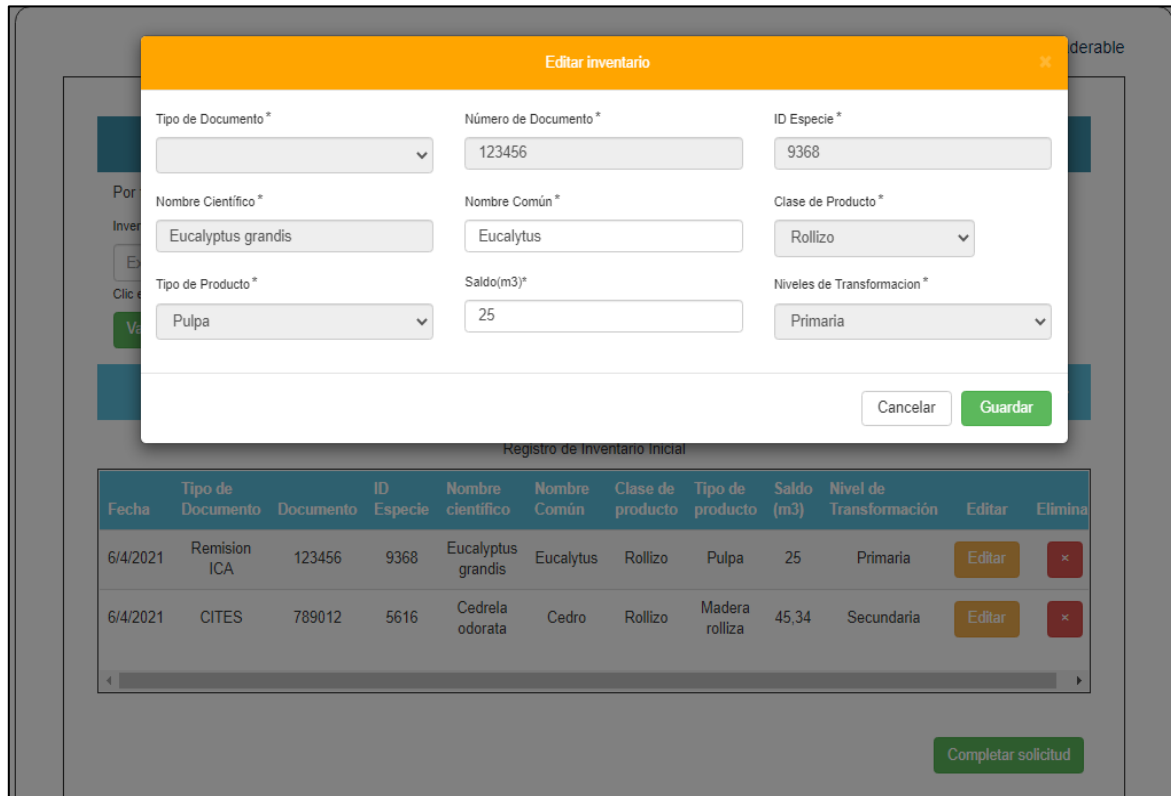 derable
Editar inventario ×
Tipo de Documento* Número de Documento* ID Especie*
123456 9368
Por
Nombre Científico* Nombre Común* Clase de Producto*
Inver
Eucalyptus grandis Eucalytus Rollizo
Tipo de Producto* Saldo(m3)* Niveles de Transformacion*
Clic e
Pulpa 25 Primaria
Va
Cancelar Guardar
Registro de Inventario Inicial
Fecha Tipo de Documento Documento ID Especie Nombre científico Nombre Común Clase de producto Tipo de producto Saldo (m3) Nivel de Transformación Editar Elimina
6/4/2021 Remision ICA 123456 9368 Eucalyptus grandis Eucalytus Rollizo Pulpa 25 Primaria Editar ×
6/4/2021 CITES 789012 5616 Cedrela odorata Cedro Rollizo Madera rolliza 45,34 Secundaria Editar ×
Completar solicitud